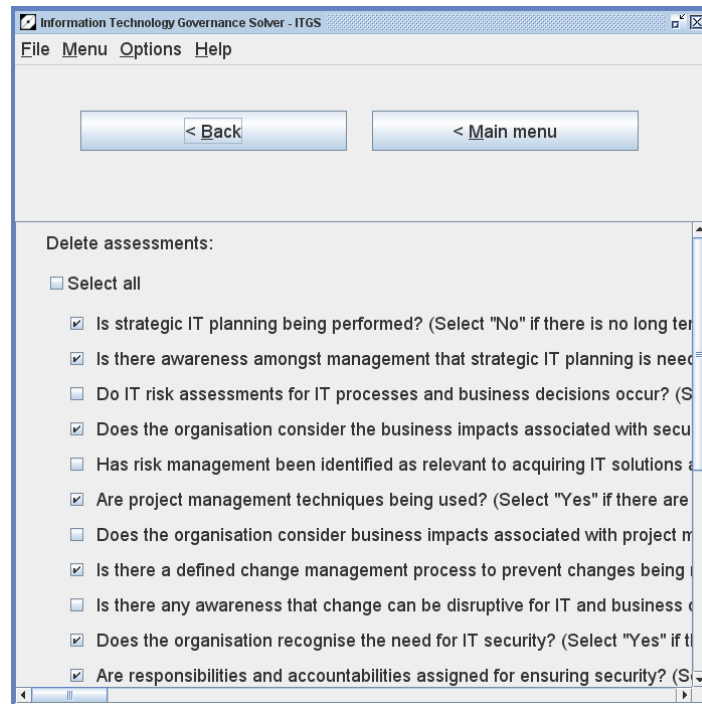 Information Technology Governance Solver - ITGS
File Menu Options Help
< Back
< Main menu
Delete assessments:
Select all
Is strategic IT planning being performed? (Select "No" if there is no long ter
Is there awareness amongst management that strategic IT planning is need
Do IT risk assessments for IT processes and business decisions occur? (S
Does the organisation consider the business impacts associated with secu
Has risk management been identified as relevant to acquiring IT solutions a
Are project management techniques being used? (Select "Yes" if there are
Does the organisation consider business impacts associated with project m
Is there a defined change management process to prevent changes being
Is there any awareness that change can be disruptive for IT and business
Does the organisation recognise the need for IT security? (Select "Yes" if t
Are responsibilities and accountabilities assigned for ensuring security? (S